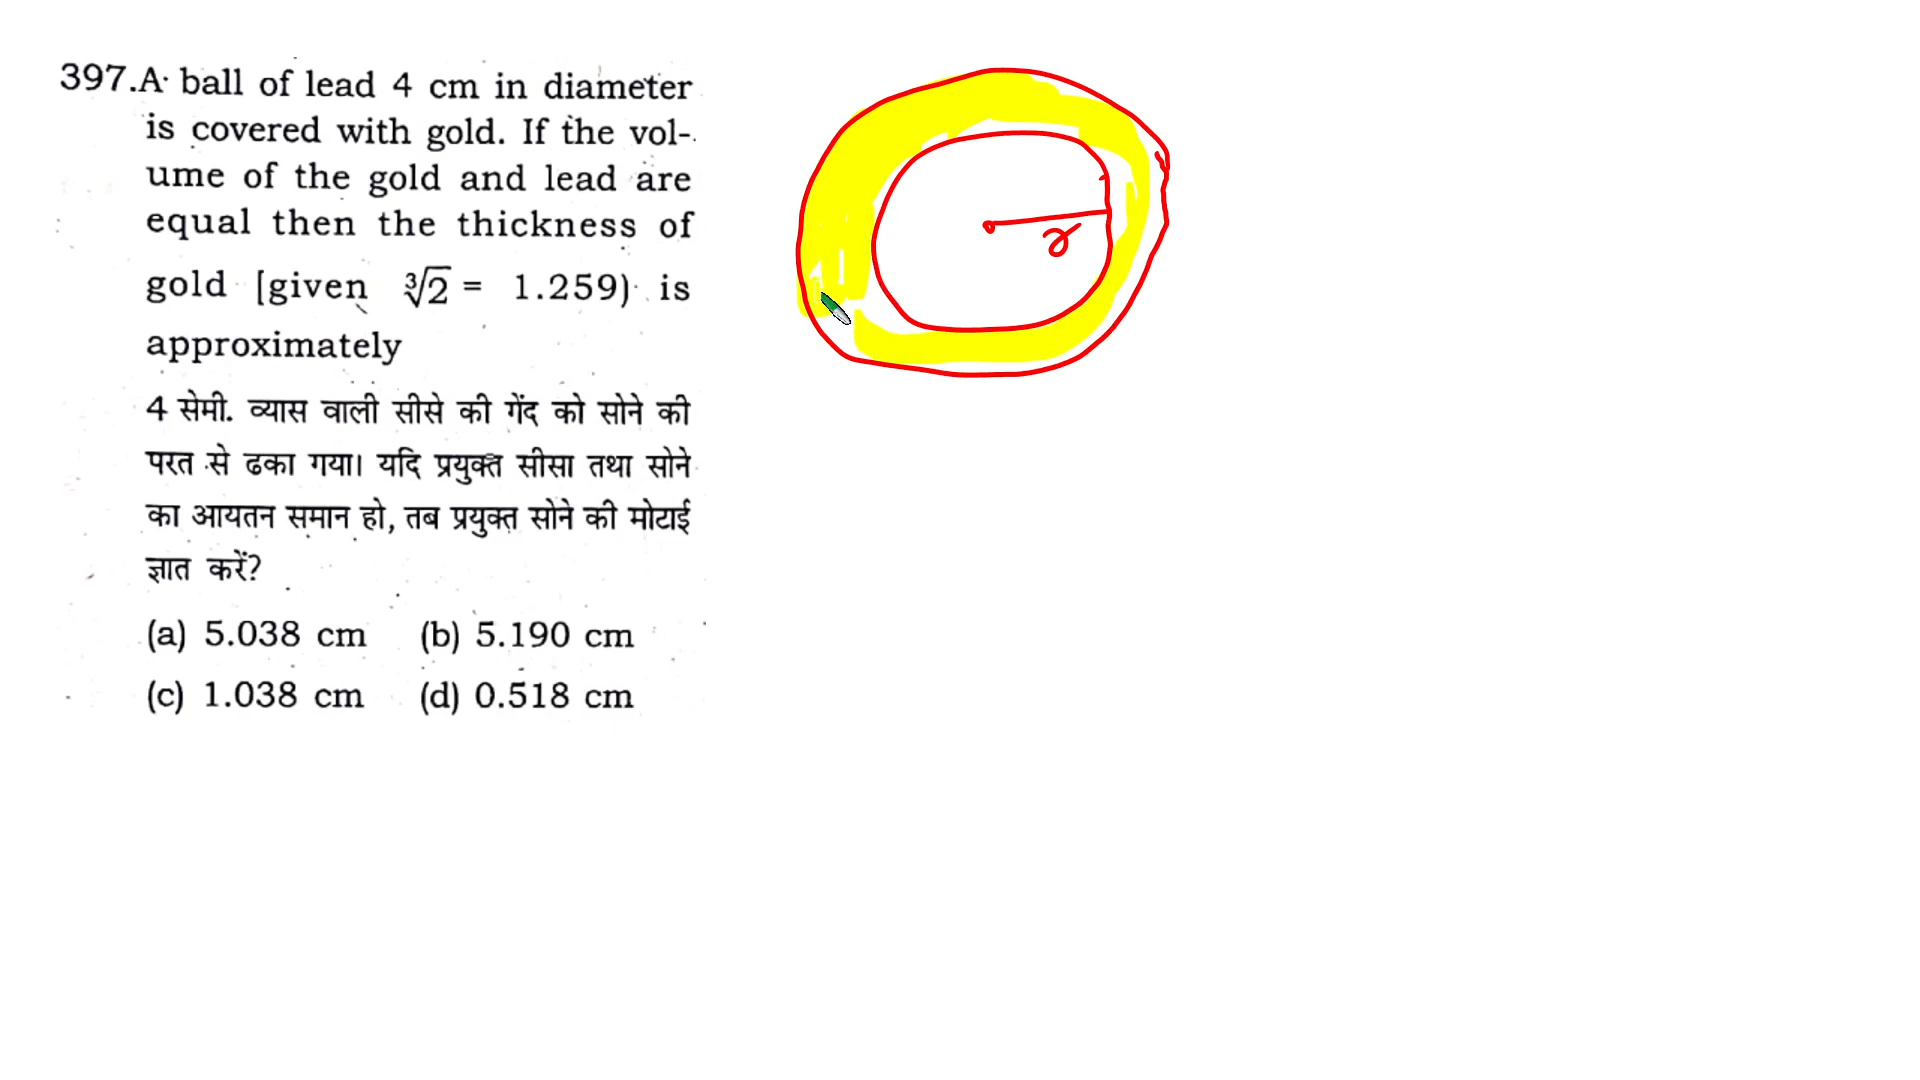 397.A ball of lead 4 cm in diameter
is covered with gold. If the vol-
ume of the gold and lead are
equal then the thickness of
gold [given ∛2 = 1.259) is
approximately
4 सेमी. व्यास वाली सीसे की गेंद को सोने की
परत से ढका गया। यदि प्रयुक्त सीसा तथा सोने
का आयतन समान हो, तब प्रयुक्त सोने की मोटाई
ज्ञात करें?
(a) 5.038 cm (b) 5.190 cm
(c) 1.038 cm (d) 0.518 cm
r